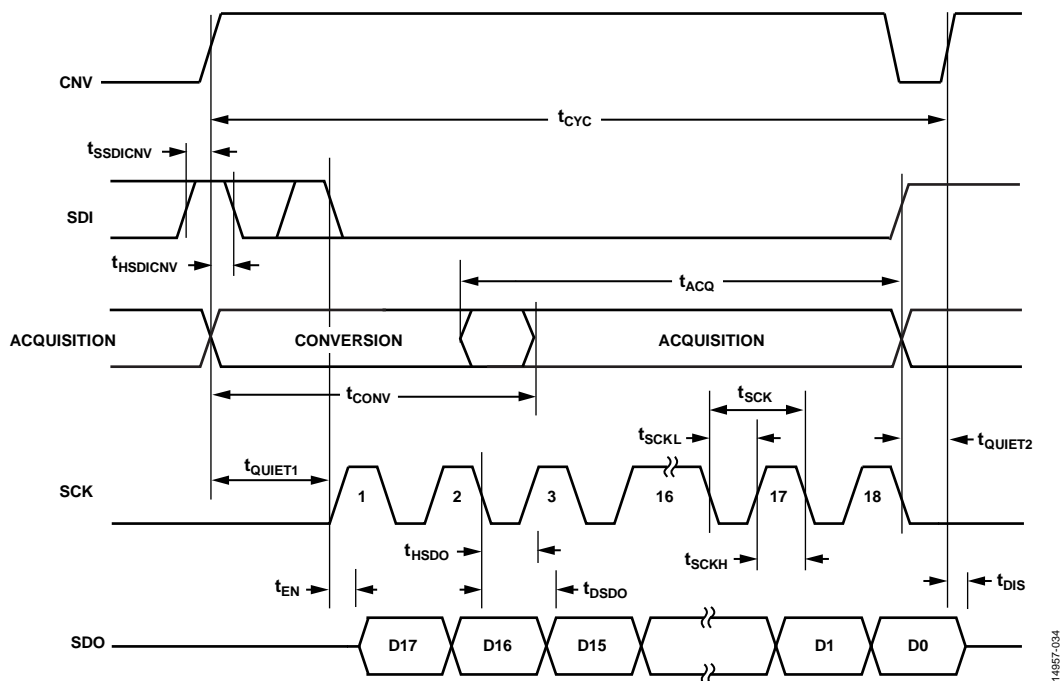 CNV
tCYC
tSSDICNV
SDI
tHSDICNV
tACQ
ACQUISITION
CONVERSION
ACQUISITION
tCONV
tSCK
tSCKL
tQUIET2
tQUIET1
SCK
1
2
3
16
17
18
tHSDO
tSCKH
tEN
tDSDO
tDIS
SDO
D17
D16
D15
D1
D0
14957-034